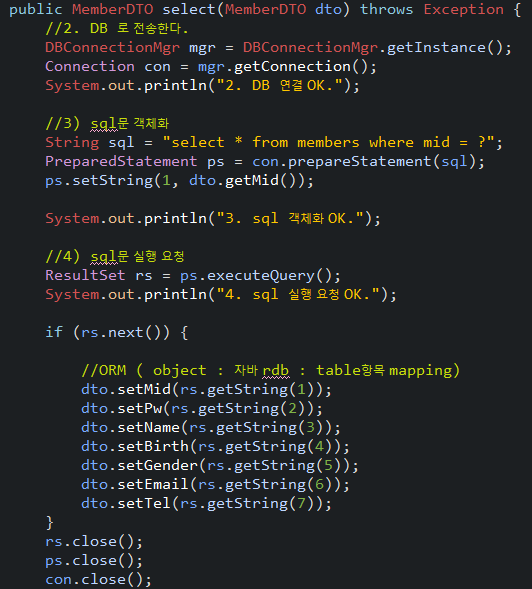 public MemberDTO select(MemberDTO dto) throws Exception {
//2. DB 로 전송한다.
DBConnectionMgr mgr = DBConnectionMgr.getInstance();
Connection con = mgr.getConnection();
System.out.println("2. DB 연결 OK.");
//3) sql문 객체화
String sql = "select * from members where mid = ?";
PreparedStatement ps = con.prepareStatement(sql);
ps.setString(1, dto.getMid());
System.out.println("3. sql 객체화 OK.");
//4) sql문 실행 요청
ResultSet rs = ps.executeQuery();
System.out.println("4. sql 실행 요청 OK.");
if (rs.next()) {
//ORM ( object : 자바 rdb : table항목 mapping)
dto.setMid(rs.getString(1));
dto.setPw(rs.getString(2));
dto.setName(rs.getString(3));
dto.setBirth(rs.getString(4));
dto.setGender(rs.getString(5));
dto.setEmail(rs.getString(6));
dto.setTel(rs.getString(7));
}
rs.close();
ps.close();
con.close();